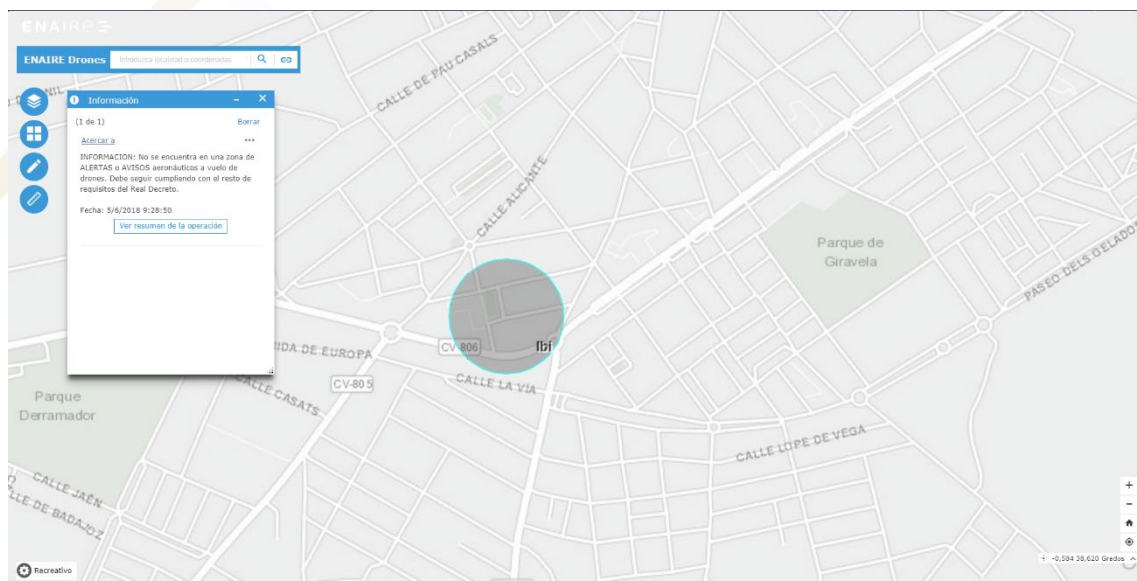 ENAIRE
ENAIRE Drones
Introduzca localidad o coordenadas
Información
(1 de 1)
Borrar
Acercar a
INFORMACION: No se encuentra en una zona de
ALERTAS o AVISOS aeronáuticos a vuelo de
drones. Debe seguir cumpliendo con el resto de
requisitos del Real Decreto.
Fecha: 5/6/2018 9:28:50
Ver resumen de la operación
CALLE DE PAU CASALS
CALLE ALICANTE
Parque de
Giravela
PASEO DELS GELADOS
CV-806
Ibi
IDA DE EUROPA
CALLE LA VÍA
CV-805
CALLE CASATS
Parque
Derramador
CALLE LOPE DE VEGA
CALLE JAÉN
LLE DE BADAJOZ
-0,584 38,620 Grados
Recreativo